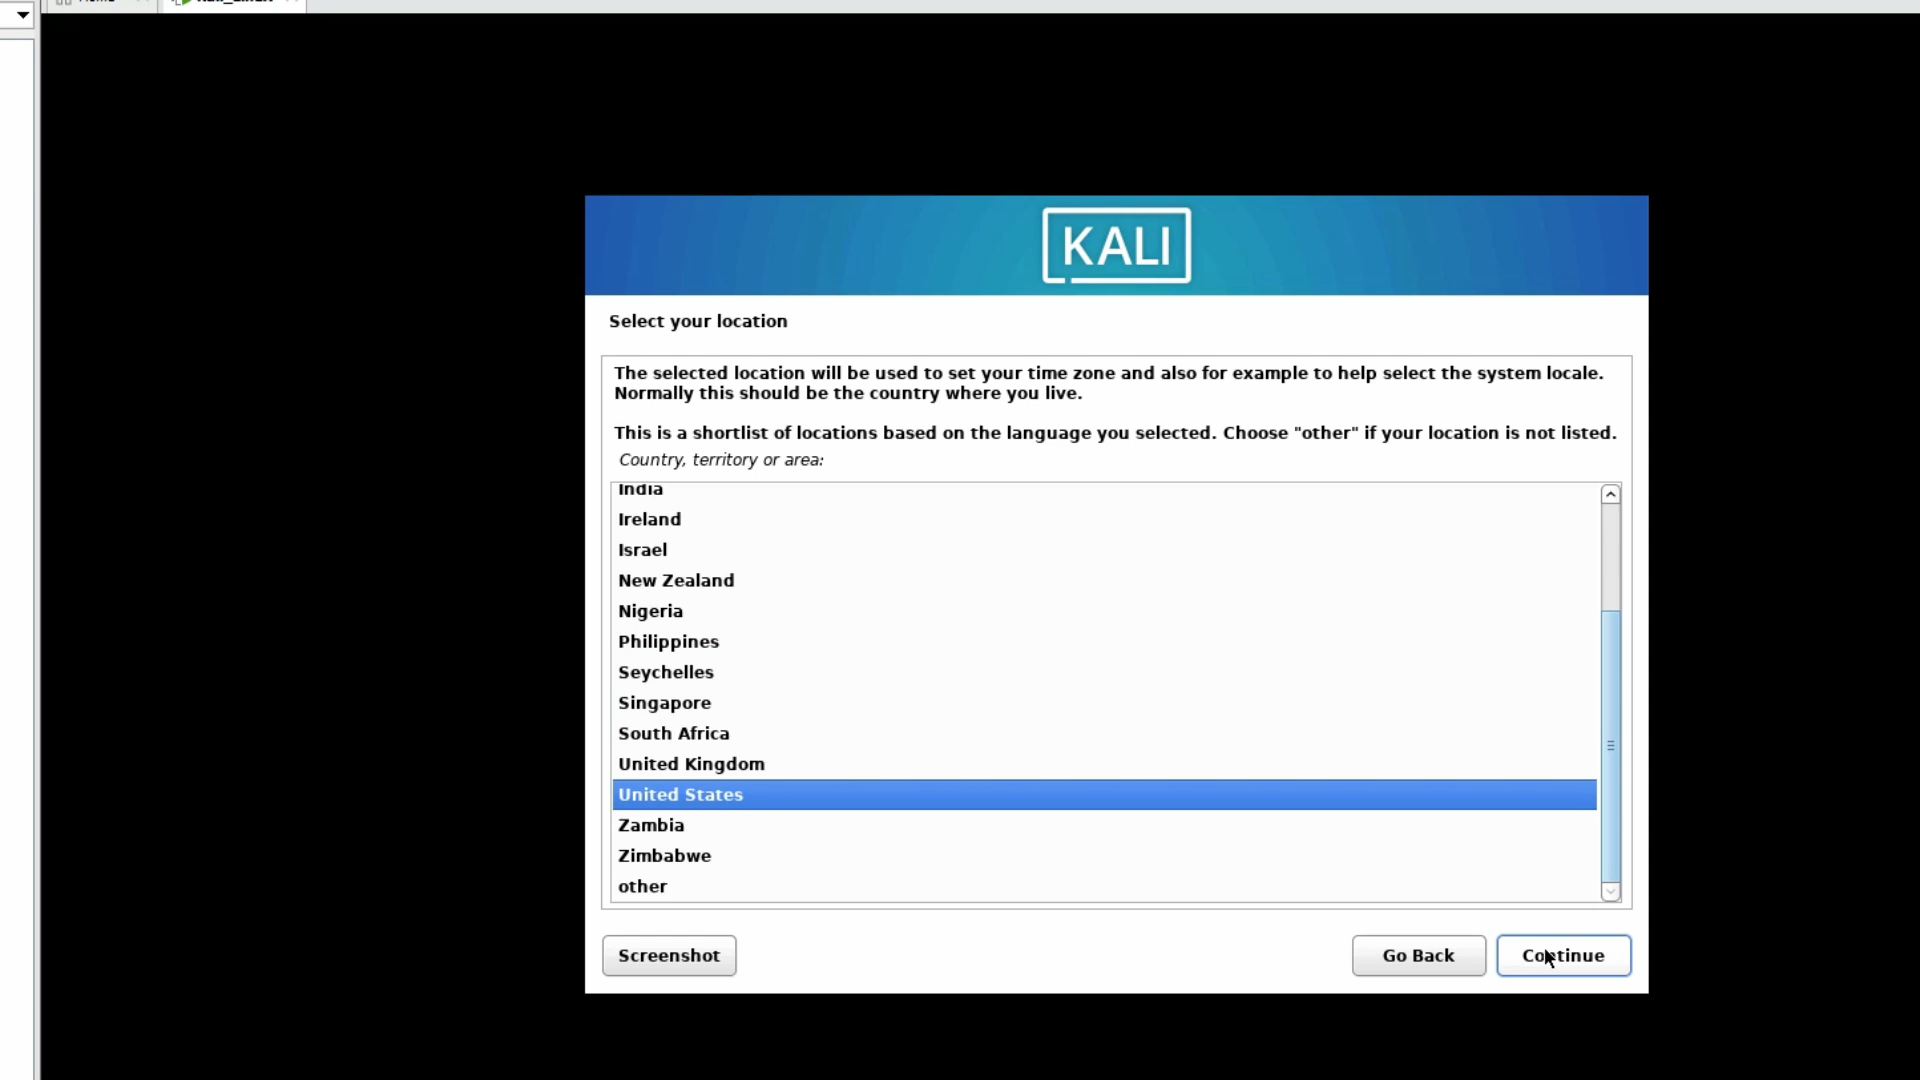 KALI
Select your location
The selected location will be used to set your time zone and also for example to help select the system locale.
Normally this should be the country where you live.
This is a shortlist of locations based on the language you selected. Choose "other" if your location is not listed.
Country, territory or area:
India
Ireland
Israel
New Zealand
Nigeria
Philippines
Seychelles
Singapore
South Africa
United Kingdom
United States
Zambia
Zimbabwe
other
Screenshot
Go Back
Continue